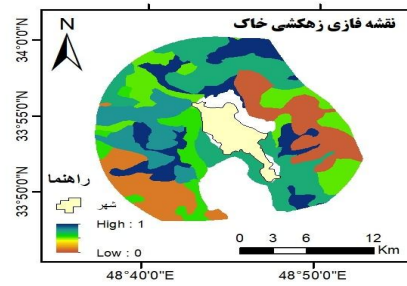 نقشه فازی زهکشی خاک
N
34°0'0"N
33°55'0"N
33°50'0"N
راهنما
شهر
High : 1
Low : 0
0 3 6 12
Km
48°40'0"E 48°50'0"E